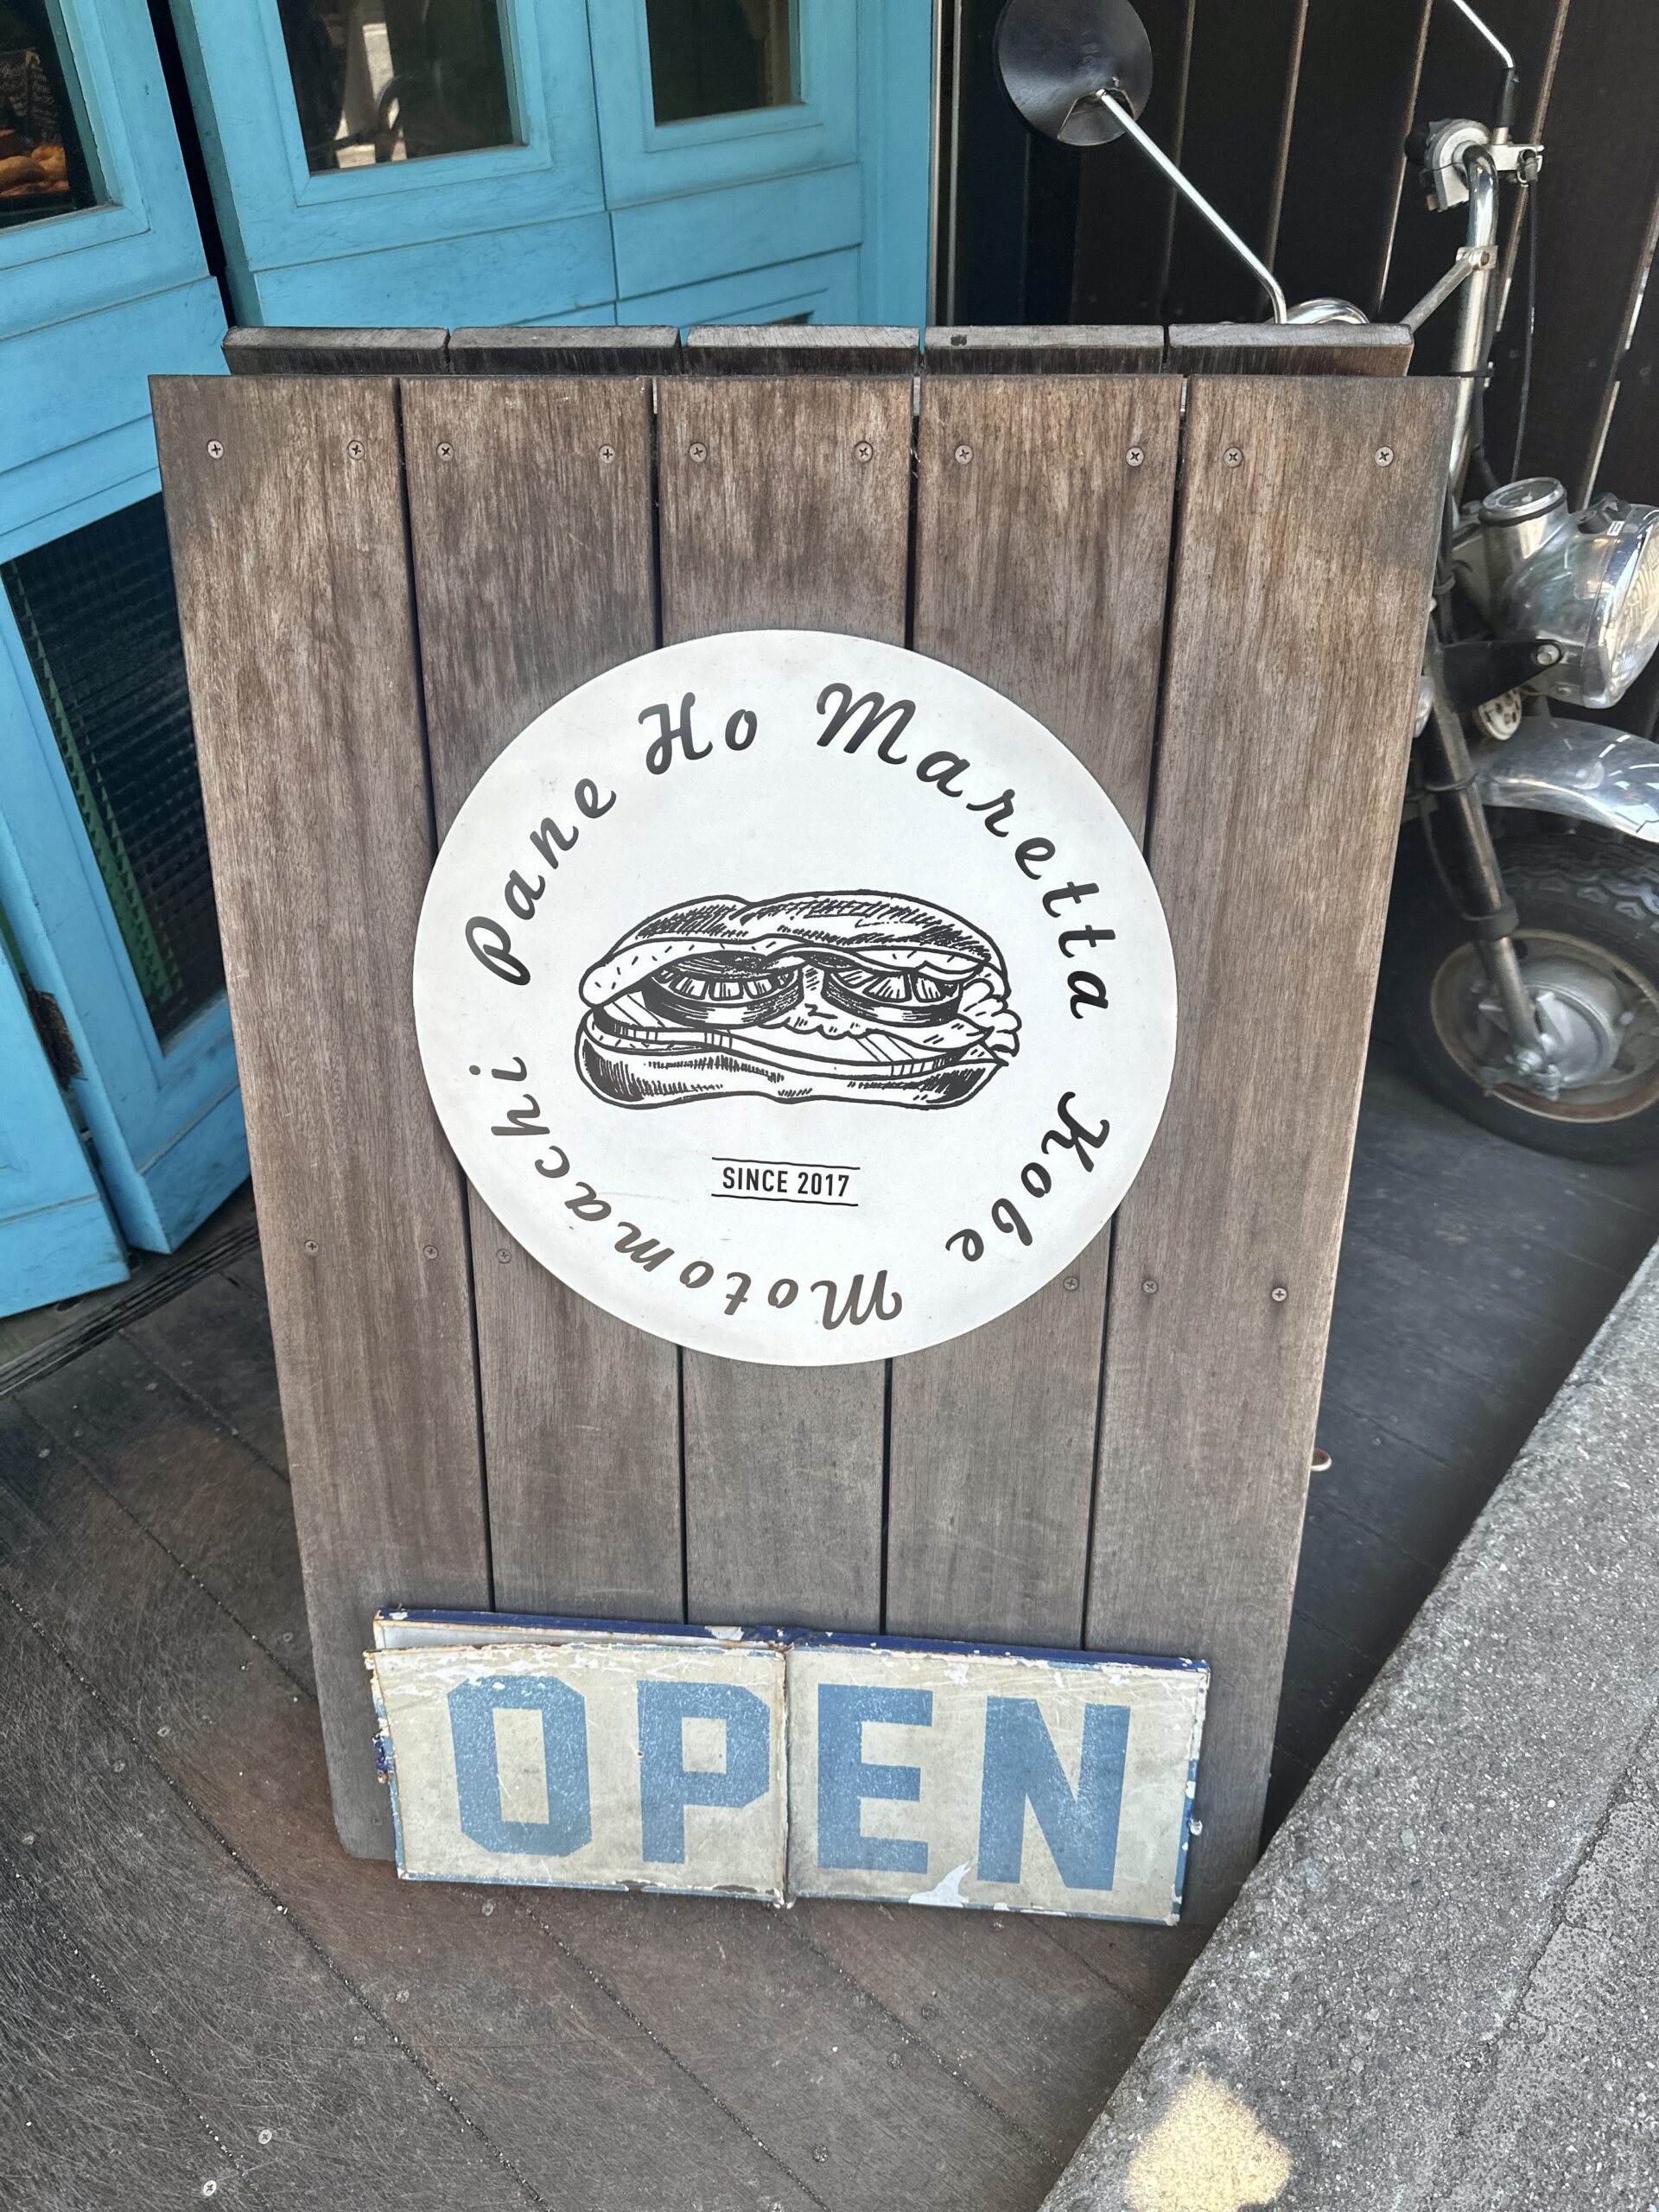 Pane Ho Maretta Kobe Motomachi
SINCE 2017
OPEN